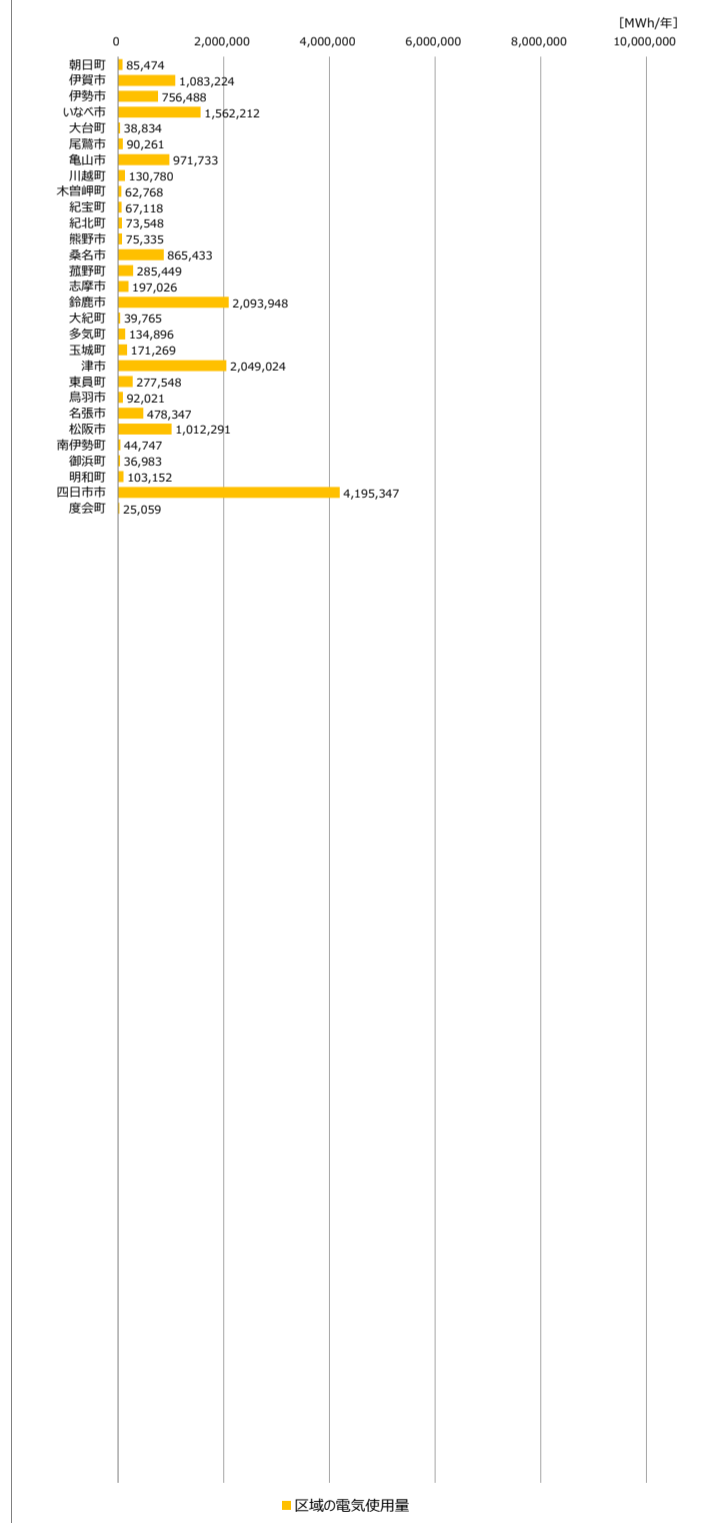 [MWh/年]
0 2,000,000 4,000,000 6,000,000 8,000,000 10,000,000
朝日町 85,474
伊賀市 1,083,224
伊勢市 756,488
いなべ市 1,562,212
大台町 38,834
尾鷲市 90,261
亀山市 971,733
川越町 130,780
木曽岬町 62,768
紀宝町 67,118
紀北町 73,548
熊野市 75,335
桑名市 865,433
菰野町 285,449
志摩市 197,026
鈴鹿市 2,093,948
大紀町 39,765
多気町 134,896
玉城町 171,269
津市 2,049,024
東員町 277,548
鳥羽市 92,021
名張市 478,347
松阪市 1,012,291
南伊勢町 44,747
御浜町 36,983
明和町 103,152
四日市市 4,195,347
度会町 25,059
区域の電気使用量